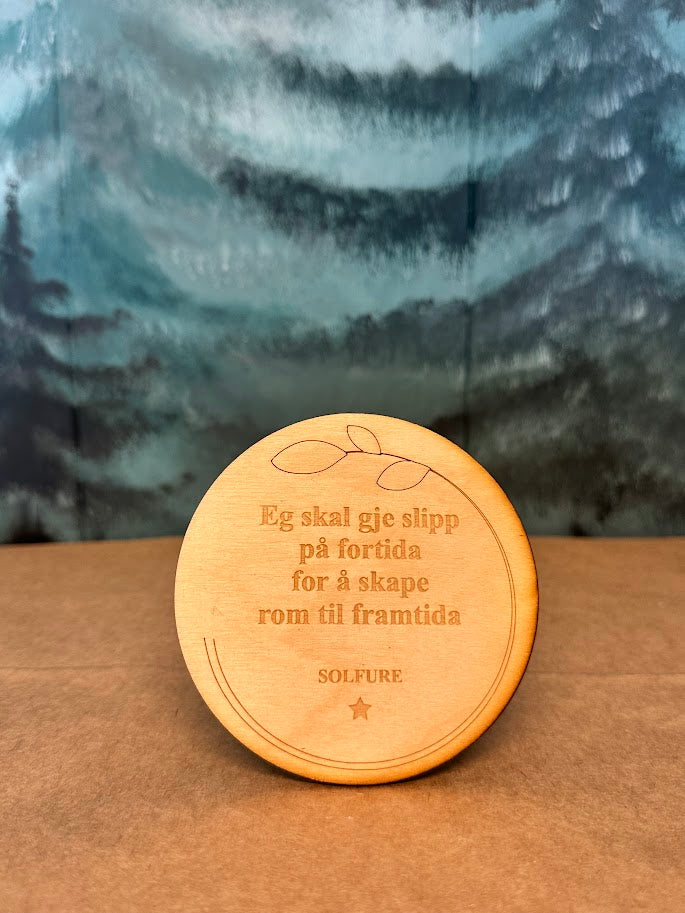 Eg skal gje slipp
på fortida
for å skape
rom til framtida
SOLFURE